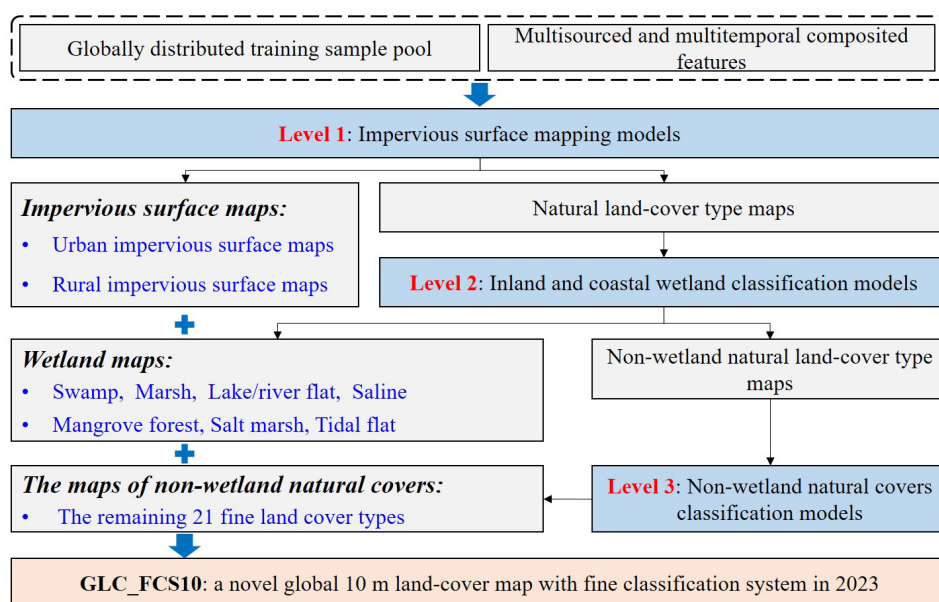 Globally distributed training sample pool
Multisourced and multitemporal composited
features
Level 1: Impervious surface mapping models
Impervious surface maps:
• Urban impervious surface maps
• Rural impervious surface maps
Natural land-cover type maps
Level 2: Inland and coastal wetland classification models
Wetland maps:
• Swamp, Marsh, Lake/river flat, Saline
• Mangrove forest, Salt marsh, Tidal flat
Non-wetland natural land-cover type
maps
The maps of non-wetland natural covers:
• The remaining 21 fine land cover types
Level 3: Non-wetland natural covers
classification models
GLC_FCS10: a novel global 10 m land-cover map with fine classification system in 2023